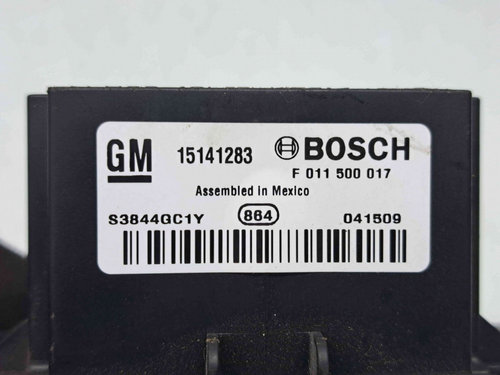 GM 15141283 BOSCH
F 011 500 017
Assembled in Mexico
S3844GC1Y 864 041509